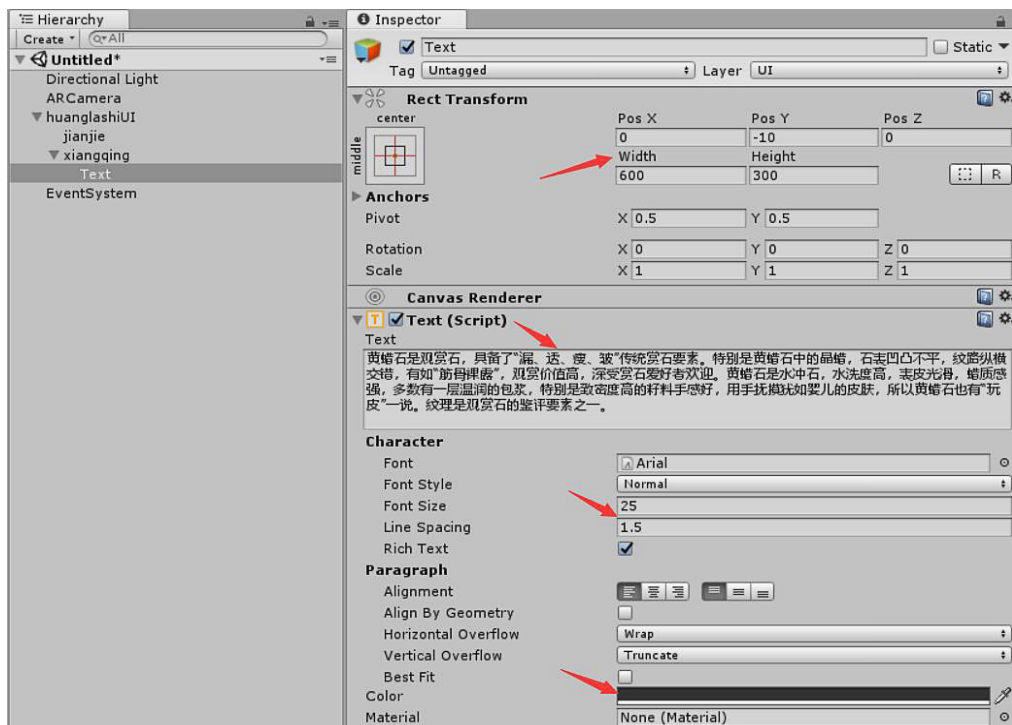 Hierarchy
Create
All
Untitled*
Directional Light
ARCamera
huanglashiUI
jianjie
xiangqing
Text
EventSystem
Inspector
Text
Static
Tag Untagged Layer UI
Rect Transform
center
middle
Pos X Pos Y Pos Z
0 -10 0
Width Height
600 300
R
Anchors
Pivot X 0.5 Y 0.5
Rotation X 0 Y 0 Z 0
Scale X 1 Y 1 Z 1
Canvas Renderer
T Text (Script)
Text
黄蜡石是观赏石，具备了“漏、透、瘦、皱”传统赏石要素。特别是黄蜡石中的晶蜡，石表凹凸不平，纹路纵横
交错，有如“筋骨裸露”，观赏价值高，深受赏石爱好者欢迎。黄蜡石是水冲石，水洗度高，表皮光滑，蜡质感
强，多数有一层温润的包浆，特别是致密度高的籽料手感好，用手抚摸犹如婴儿的皮肤，所以黄蜡石也有“玩
皮”一说。纹理是观赏石的鉴评要素之一。
Character
Font Arial
Font Style Normal
Font Size 25
Line Spacing 1.5
Rich Text
Paragraph
Alignment
Align By Geometry
Horizontal Overflow Wrap
Vertical Overflow Truncate
Best Fit
Color
Material None (Material)